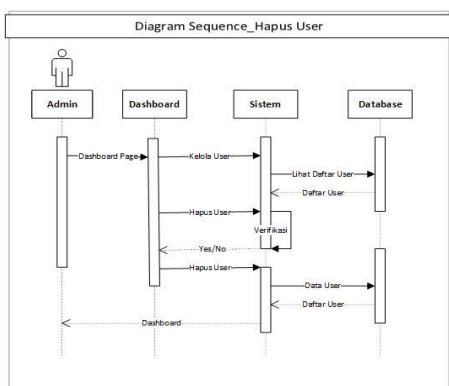 Diagram Sequence_Hapus User
Admin
Dashboard
Sistem
Database
Dashboard Page
Kelola User
Lihat Daftar User
Daftar User
Hapus User
Verifikasi
Yes/No
Hapus User
Data User
Daftar User
Dashboard